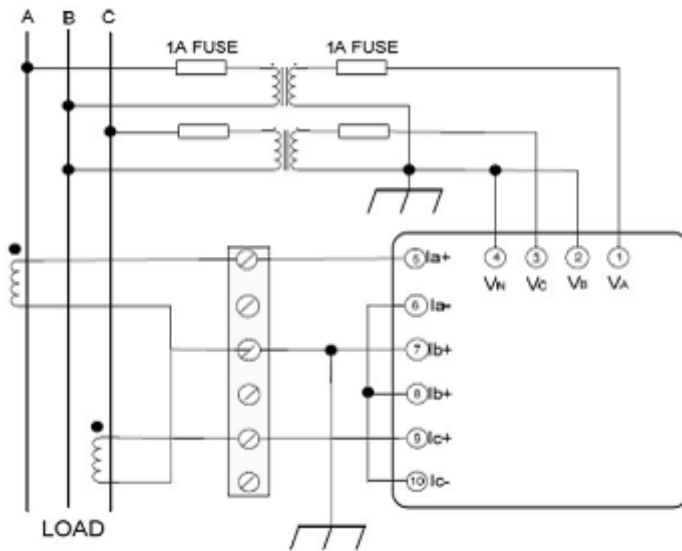 A B C
1A FUSE 1A FUSE
4 3 2 1
VN VC VB VA
5 Ia+
6 Ia-
7 Ib+
8 Ib+
9 Ic+
10 Ic-
LOAD